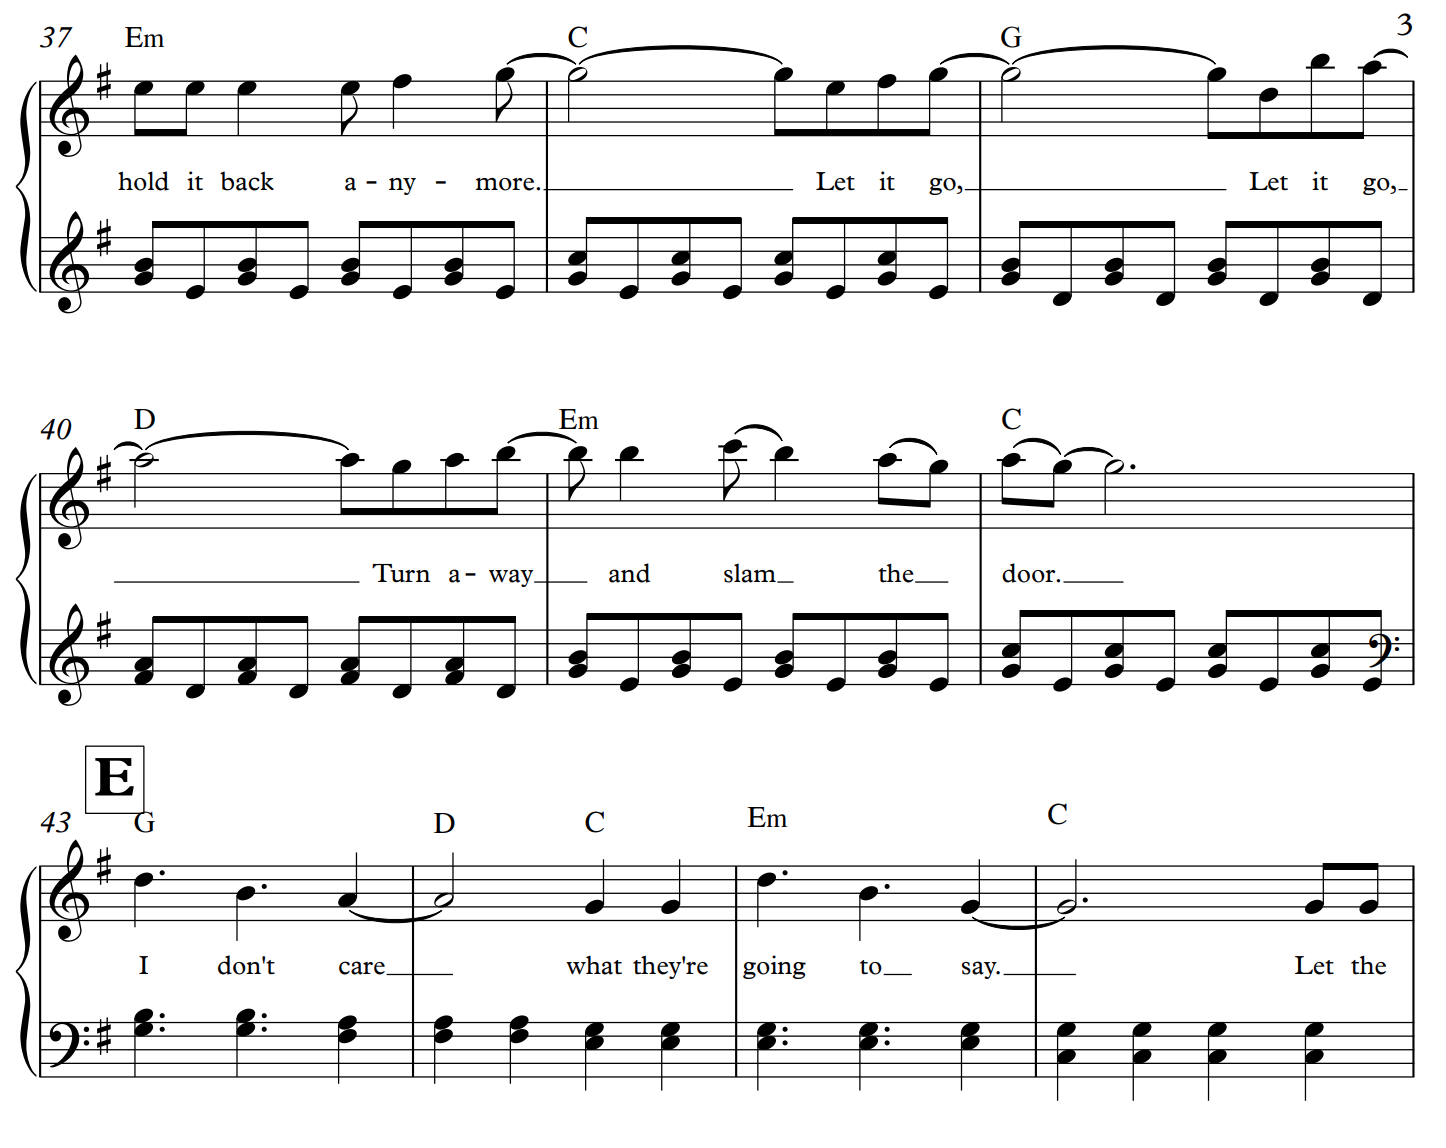 3
37 Em C G
hold it back a - ny - more. Let it go, Let it go,
40 D Em C
Turn a - way and slam the door.
E
43 G D C Em C
I don't care what they're going to say. Let the